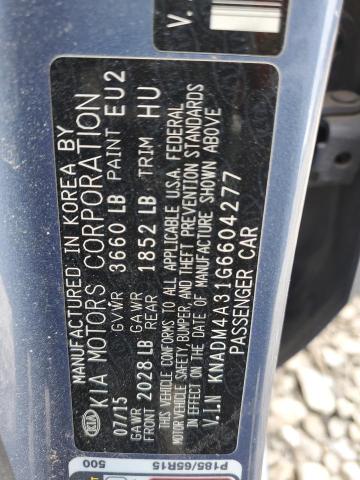 MANUFACTURED IN KOREA BY
KIA MOTORS CORPORATION
07/15 GVWR 3660 LB PAINT EU2
GAWR FRONT 2028 LB GAWR REAR 1852 LB TRIM HU
THIS VEHICLE CONFORMS TO ALL APPLICABLE U.S.A. FEDERAL
MOTOR VEHICLE SAFETY, BUMPER, AND THEFT PREVENTION STANDARDS
IN EFFECT ON THE DATE OF MANUFACTURE SHOWN ABOVE
V.I.N KNADM4A31G6604277
PASSENGER CAR
V.
KIA
P185/65R15
500